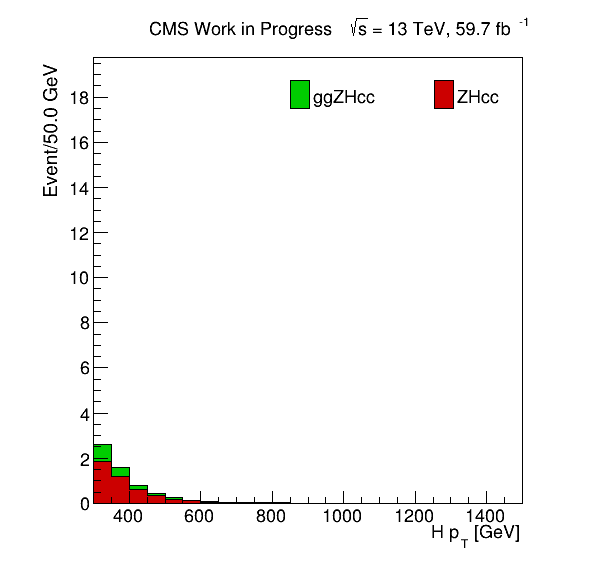 CMS Work in Progress √s = 13 TeV, 59.7 fb⁻¹
Event/50.0 GeV
ggZHcc ZHcc
18
16
14
12
10
8
6
4
2
0
400 600 800 1000 1200 1400
H p_T [GeV]